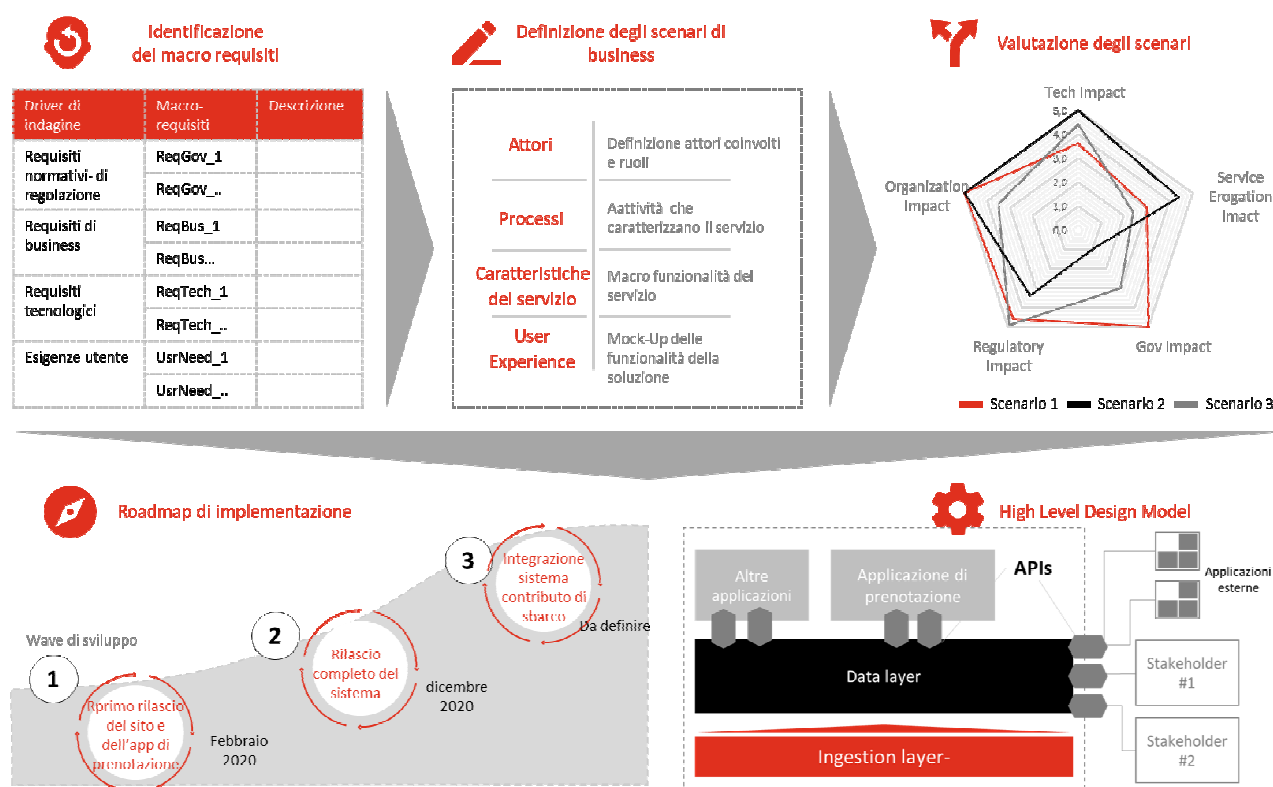 Identificazione
dei macro requisiti
Driver di
indagine
Macro-
requisiti
Descrizione
Requisiti
normativi- di
regolazione
ReqGov_1
ReqGov_..
Requisiti di
business
ReqBus_1
ReqBus...
Requisiti
tecnologici
ReqTech_1
ReqTech_..
Esigenze utente
UsrNeed_1
UsrNeed_..
Definizione degli scenari di
business
Attori
Definizione attori coinvolti
e ruoli
Processi
Aattività che
caratterizzano il servizio
Caratteristiche
del servizio
Macro funzionalità del
servizio
User
Experience
Mock-Up delle
funzionalità della
soluzione
Valutazione degli scenari
Tech Impact
5,0
4,0
3,0
2,0
1,0
0,0
Organization
Impact
Service
Erogation
Imact
Regulatory
Impact
Gov Impact
Scenario 1
Scenario 2
Scenario 3
Roadmap di implementazione
Wave di sviluppo
1
Rprimo rilascio
del sito e
dell'app di
prenotazione
Febbraio
2020
2
Rilascio
completo del
sistema
dicembre
2020
3
Integrazione
sistema
contributo di
sbarco
Da definire
High Level Design Model
Altre
applicazioni
Applicazione di
prenotazione
APIs
Applicazioni
esterne
Data layer
Stakeholder
#1
Stakeholder
#2
Ingestion layer-